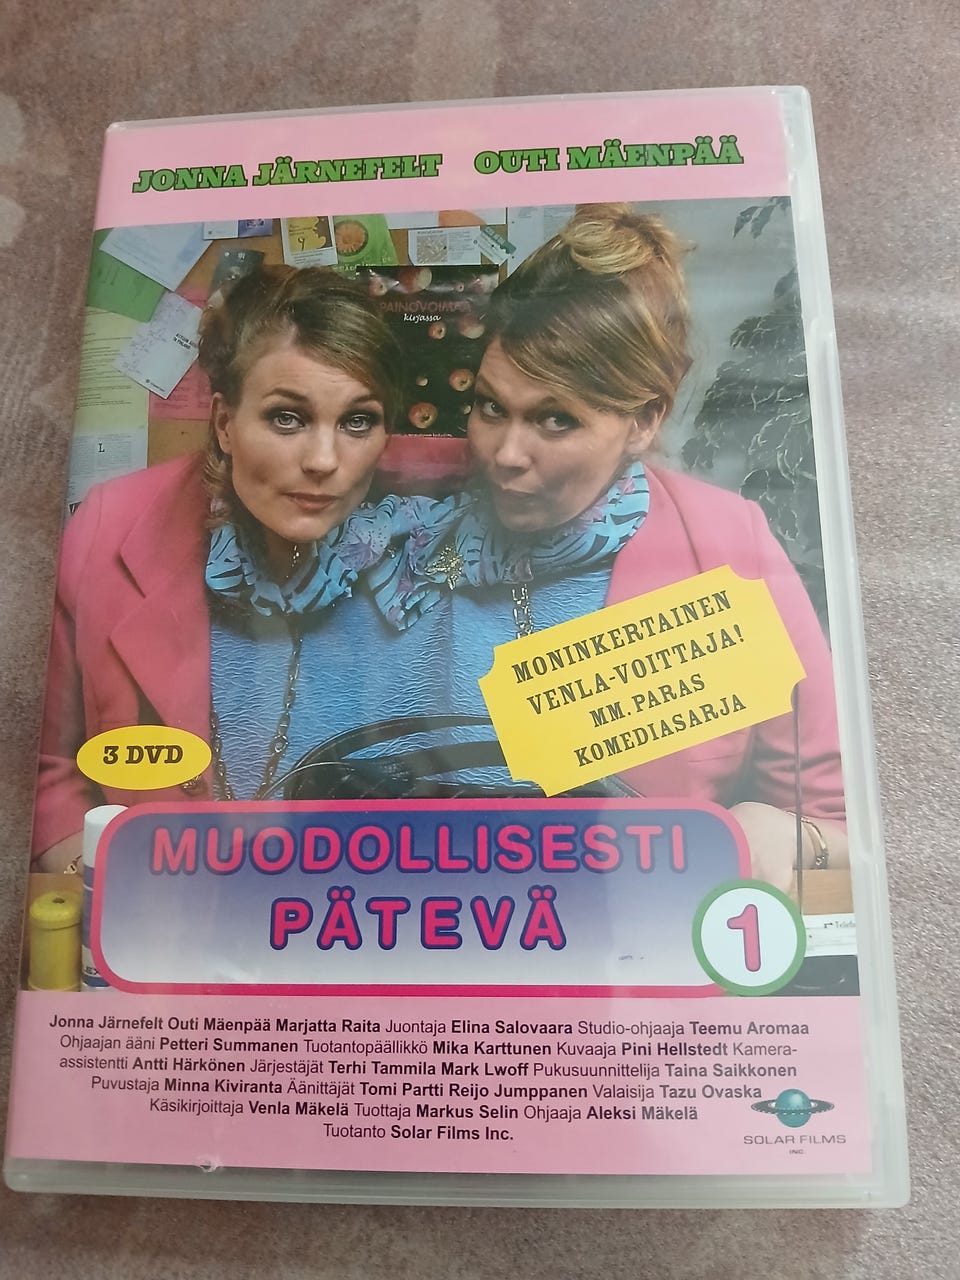 JONNA JÄRNEFELT OUTI MÄENPÄÄ
PAINOVOIMAA
kirjassa
L
MONINKERTAINEN
VENLA-VOITTAJA!
MM. PARAS
KOMEDIASARJA
3 DVD
MUODOLLISESTI
PÄTEVÄ
1
Jonna Järnefelt Outi Mäenpää Marjatta Raita Juontaja Elina Salovaara Studio-ohjaaja Teemu Aromaa
Ohjaajan ääni Petteri Summanen Tuotantopäällikkö Mika Karttunen Kuvaaja Pini Hellstedt Kamera-
assistentti Antti Härkönen Järjestäjät Terhi Tammila Mark Lwoff Pukusuunnittelija Taina Saikkonen
Puvustaja Minna Kiviranta Äänittäjät Tomi Partti Reijo Jumppanen Valaisija Tazu Ovaska
Käsikirjoittaja Venla Mäkelä Tuottaja Markus Selin Ohjaaja Aleksi Mäkelä
Tuotanto Solar Films Inc.
SOLAR FILMS
INC.